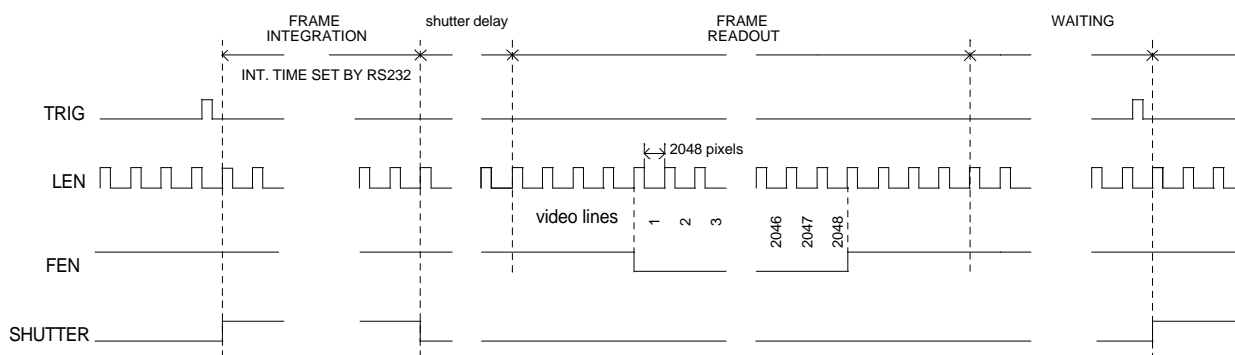 FRAME
INTEGRATION
shutter delay
FRAME
READOUT
WAITING
INT. TIME SET BY RS232
TRIG
2048 pixels
LEN
video lines
1
2
3
2046
2047
2048
FEN
SHUTTER